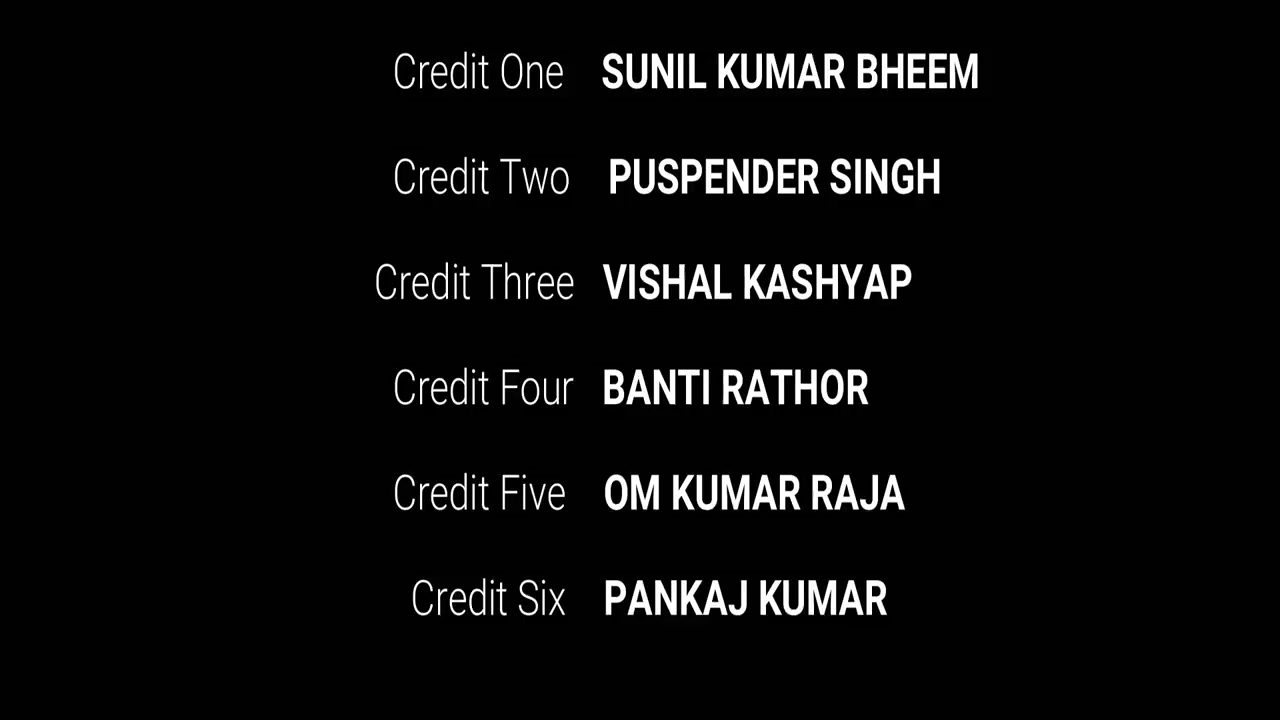 Credit One SUNIL KUMAR BHEEM
Credit Two PUSPENDER SINGH
Credit Three VISHAL KASHYAP
Credit Four BANTI RATHOR
Credit Five OM KUMAR RAJA
Credit Six PANKAJ KUMAR